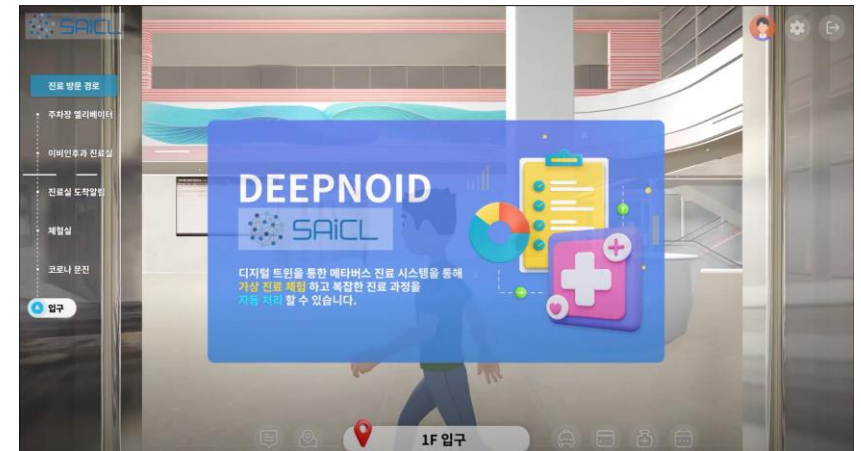 SAiCL
진료 방문 경로
주차장 엘리베이터
이비인후과 진료실
진료실 도착알림
체혈실
코로나 문진
입구
DEEPNOID
SAiCL
디지털 트윈을 통한 메타버스 진료 시스템을 통해
가상 진료 체험 하고 복잡한 진료 과정을
자동 처리 할 수 있습니다.
1F 입구